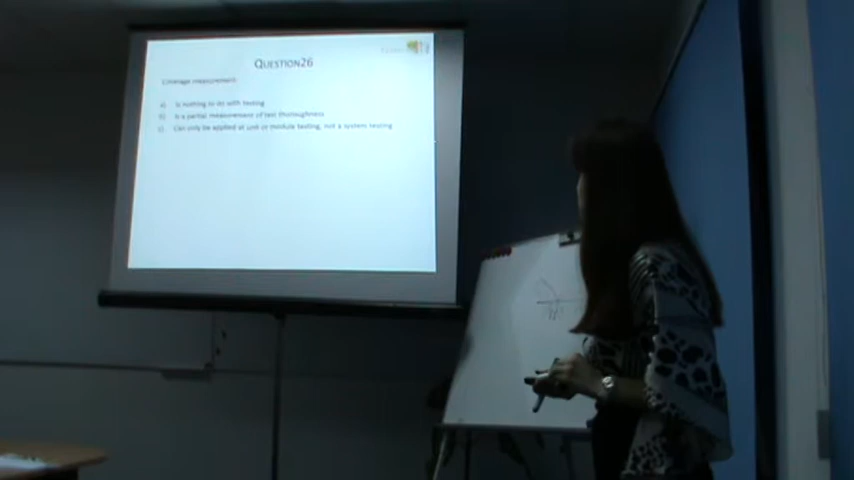 QUESTION26
Coverage measurement:
a) Is nothing to do with testing
b) Is a partial measurement of test thoroughness
c) Can only be applied at unit or module testing, not a system testing